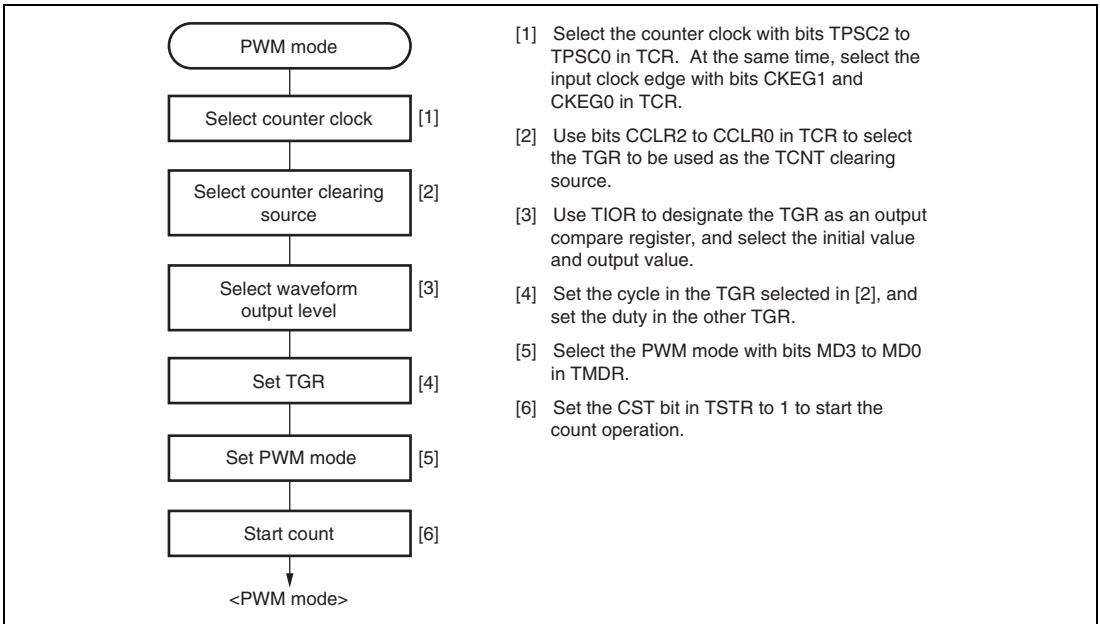 PWM mode
Select counter clock [1]
Select counter clearing
source
[2]
Select waveform
output level
[3]
Set TGR [4]
Set PWM mode [5]
Start count [6]
<PWM mode>
[1] Select the counter clock with bits TPSC2 to
TPSC0 in TCR. At the same time, select the
input clock edge with bits CKEG1 and
CKEG0 in TCR.
[2] Use bits CCLR2 to CCLR0 in TCR to select
the TGR to be used as the TCNT clearing
source.
[3] Use TIOR to designate the TGR as an output
compare register, and select the initial value
and output value.
[4] Set the cycle in the TGR selected in [2], and
set the duty in the other TGR.
[5] Select the PWM mode with bits MD3 to MD0
in TMDR.
[6] Set the CST bit in TSTR to 1 to start the
count operation.